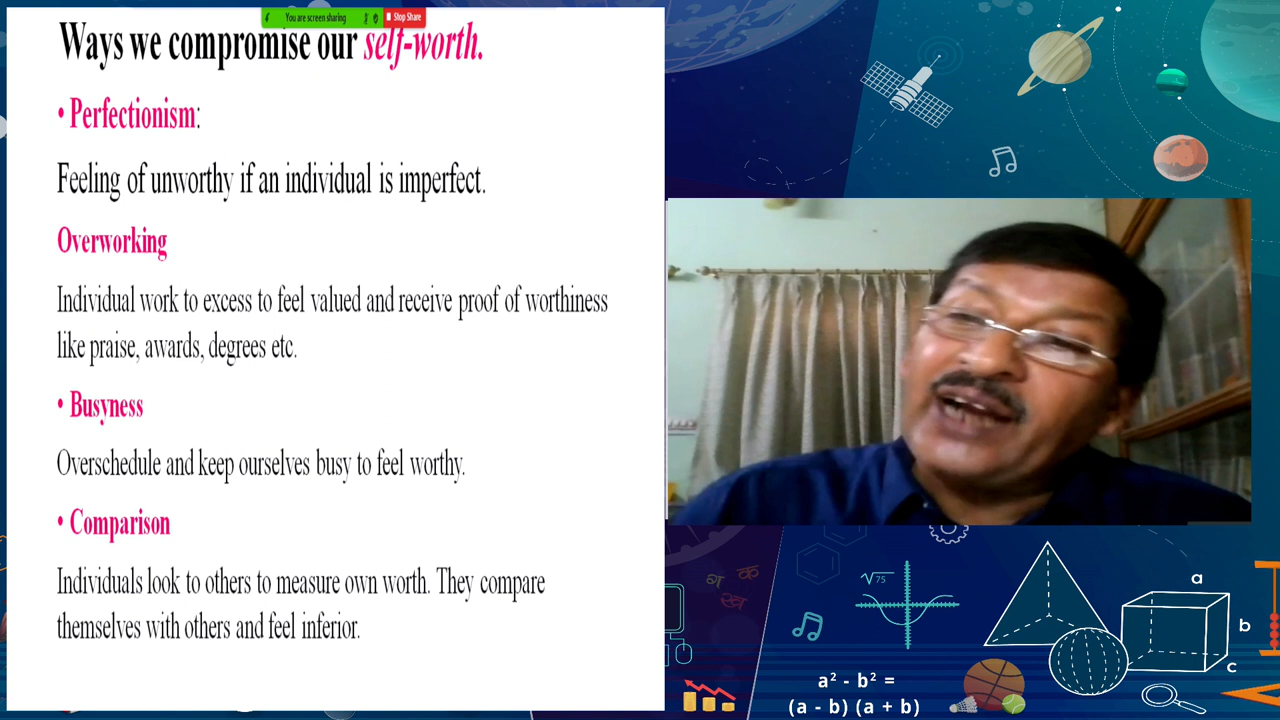 You are screen sharing
Stop Share
Ways we compromise our self-worth.
• Perfectionism:
Feeling of unworthy if an individual is imperfect.
Overworking
Individual work to excess to feel valued and receive proof of worthiness
like praise, awards, degrees etc.
• Busyness
Overschedule and keep ourselves busy to feel worthy.
• Comparison
Individuals look to others to measure own worth. They compare
themselves with others and feel inferior.
ग क
ख
√75
a
b
c
a² - b² =
(a - b) (a + b)